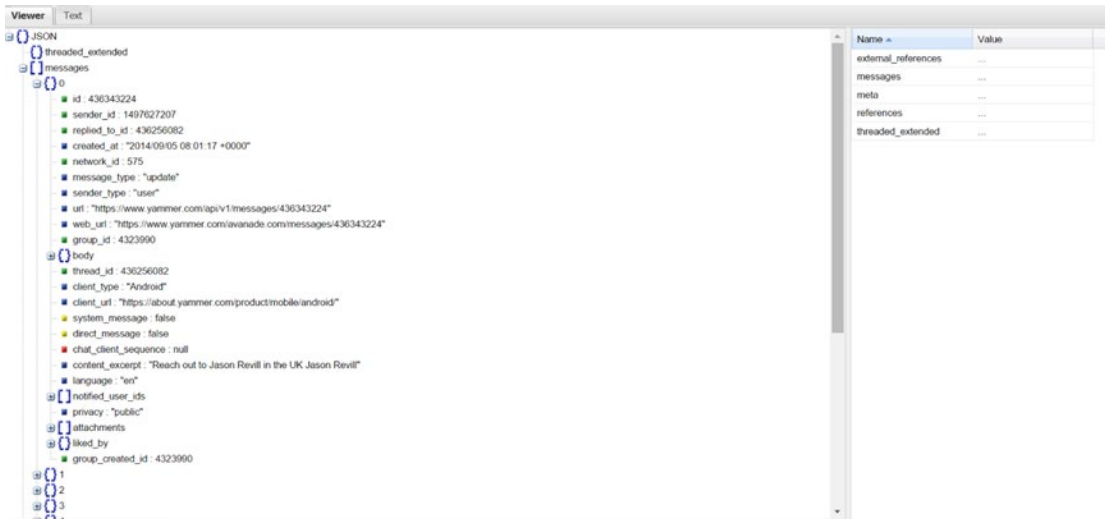 Viewer Text
JSON
threaded_extended
messages
0
id : 436343224
sender_id : 1497627207
replied_to_id : 436256082
created_at : "2014/09/05 08:01:17 +0000"
network_id : 575
message_type : "update"
sender_type : "user"
url : "https://www.yammer.com/api/v1/messages/436343224"
web_url : "https://www.yammer.com/avanade.com/messages/436343224"
group_id : 4323990
body
thread_id : 436256082
client_type : "Android"
client_url : "https://about.yammer.com/product/mobile/android/"
system_message : false
direct_message : false
chat_client_sequence : null
content_excerpt : "Reach out to Jason Revill in the UK Jason Revill"
language : "en"
notified_user_ids
privacy : "public"
attachments
liked_by
group_created_id : 4323990
1
2
3
Name Value
external_references ...
messages ...
meta ...
references ...
threaded_extended ...